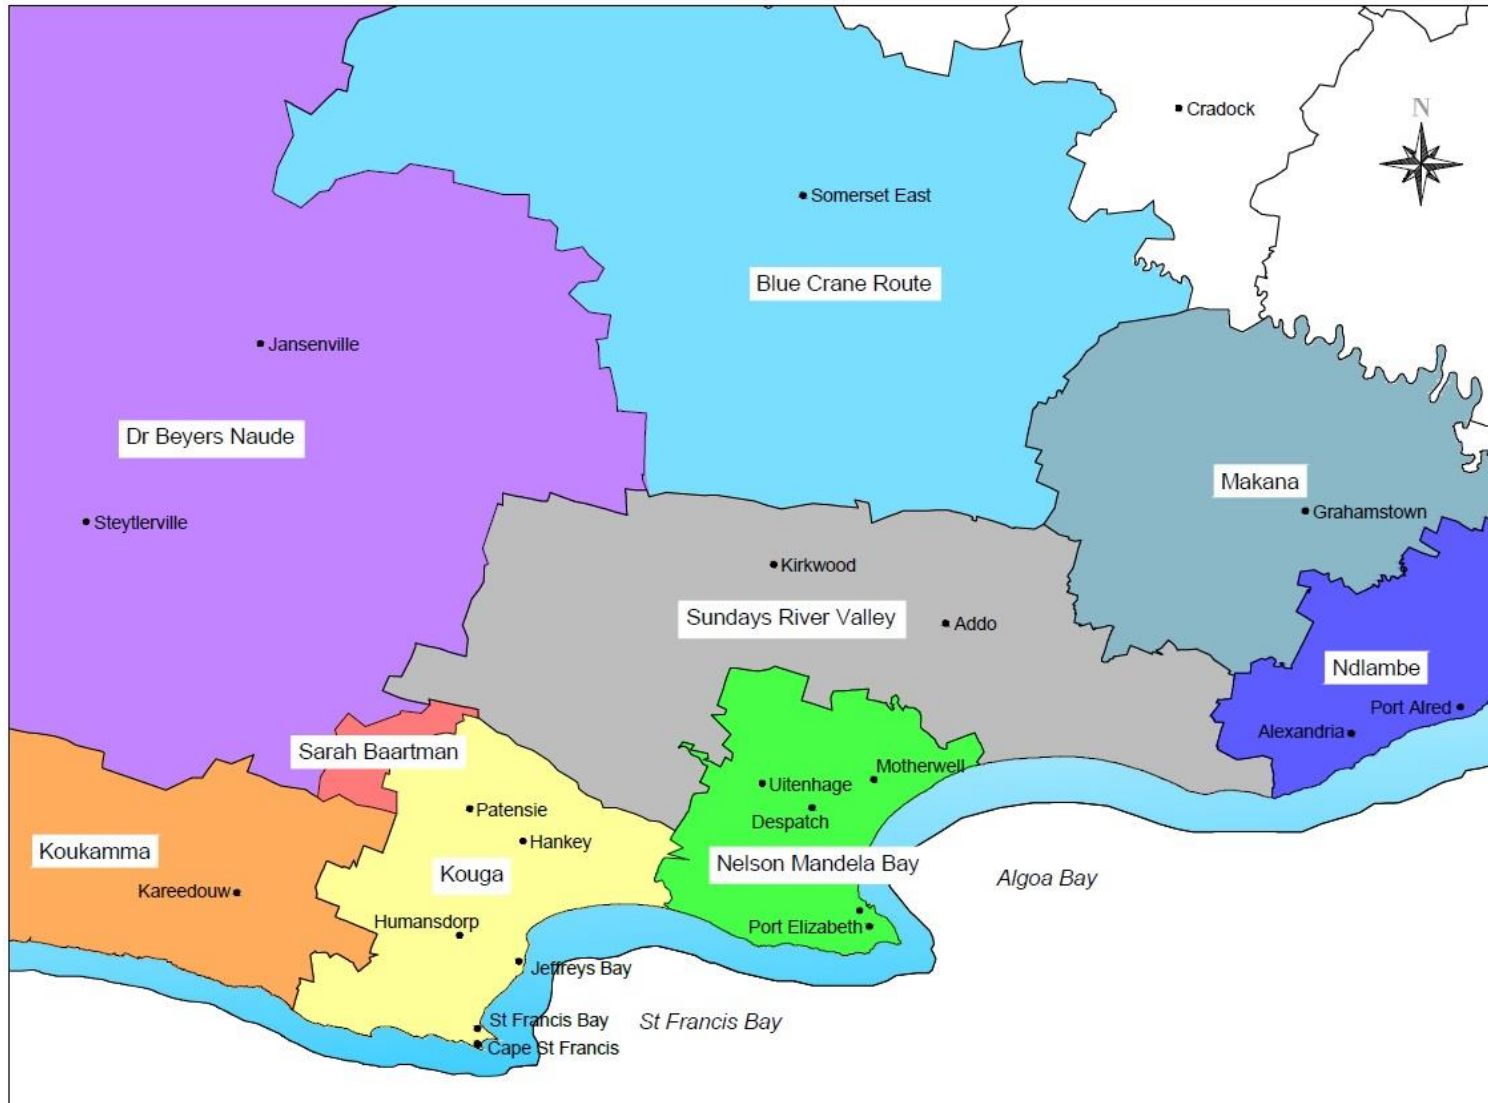 N
Cradock
Somerset East
Blue Crane Route
Jansenville
Dr Beyers Naude
Steytlerville
Makana
Grahamstown
Kirkwood
Sundays River Valley
Addo
Ndlambe
Port Alred
Alexandria
Sarah Baartman
Motherwell
Uitenhage
Despatch
Patensie
Hankey
Koukamma
Kouga
Nelson Mandela Bay
Algoa Bay
Kareedouw
Humansdorp
Port Elizabeth
Jeffreys Bay
St Francis Bay
St Francis Bay
Cape St Francis